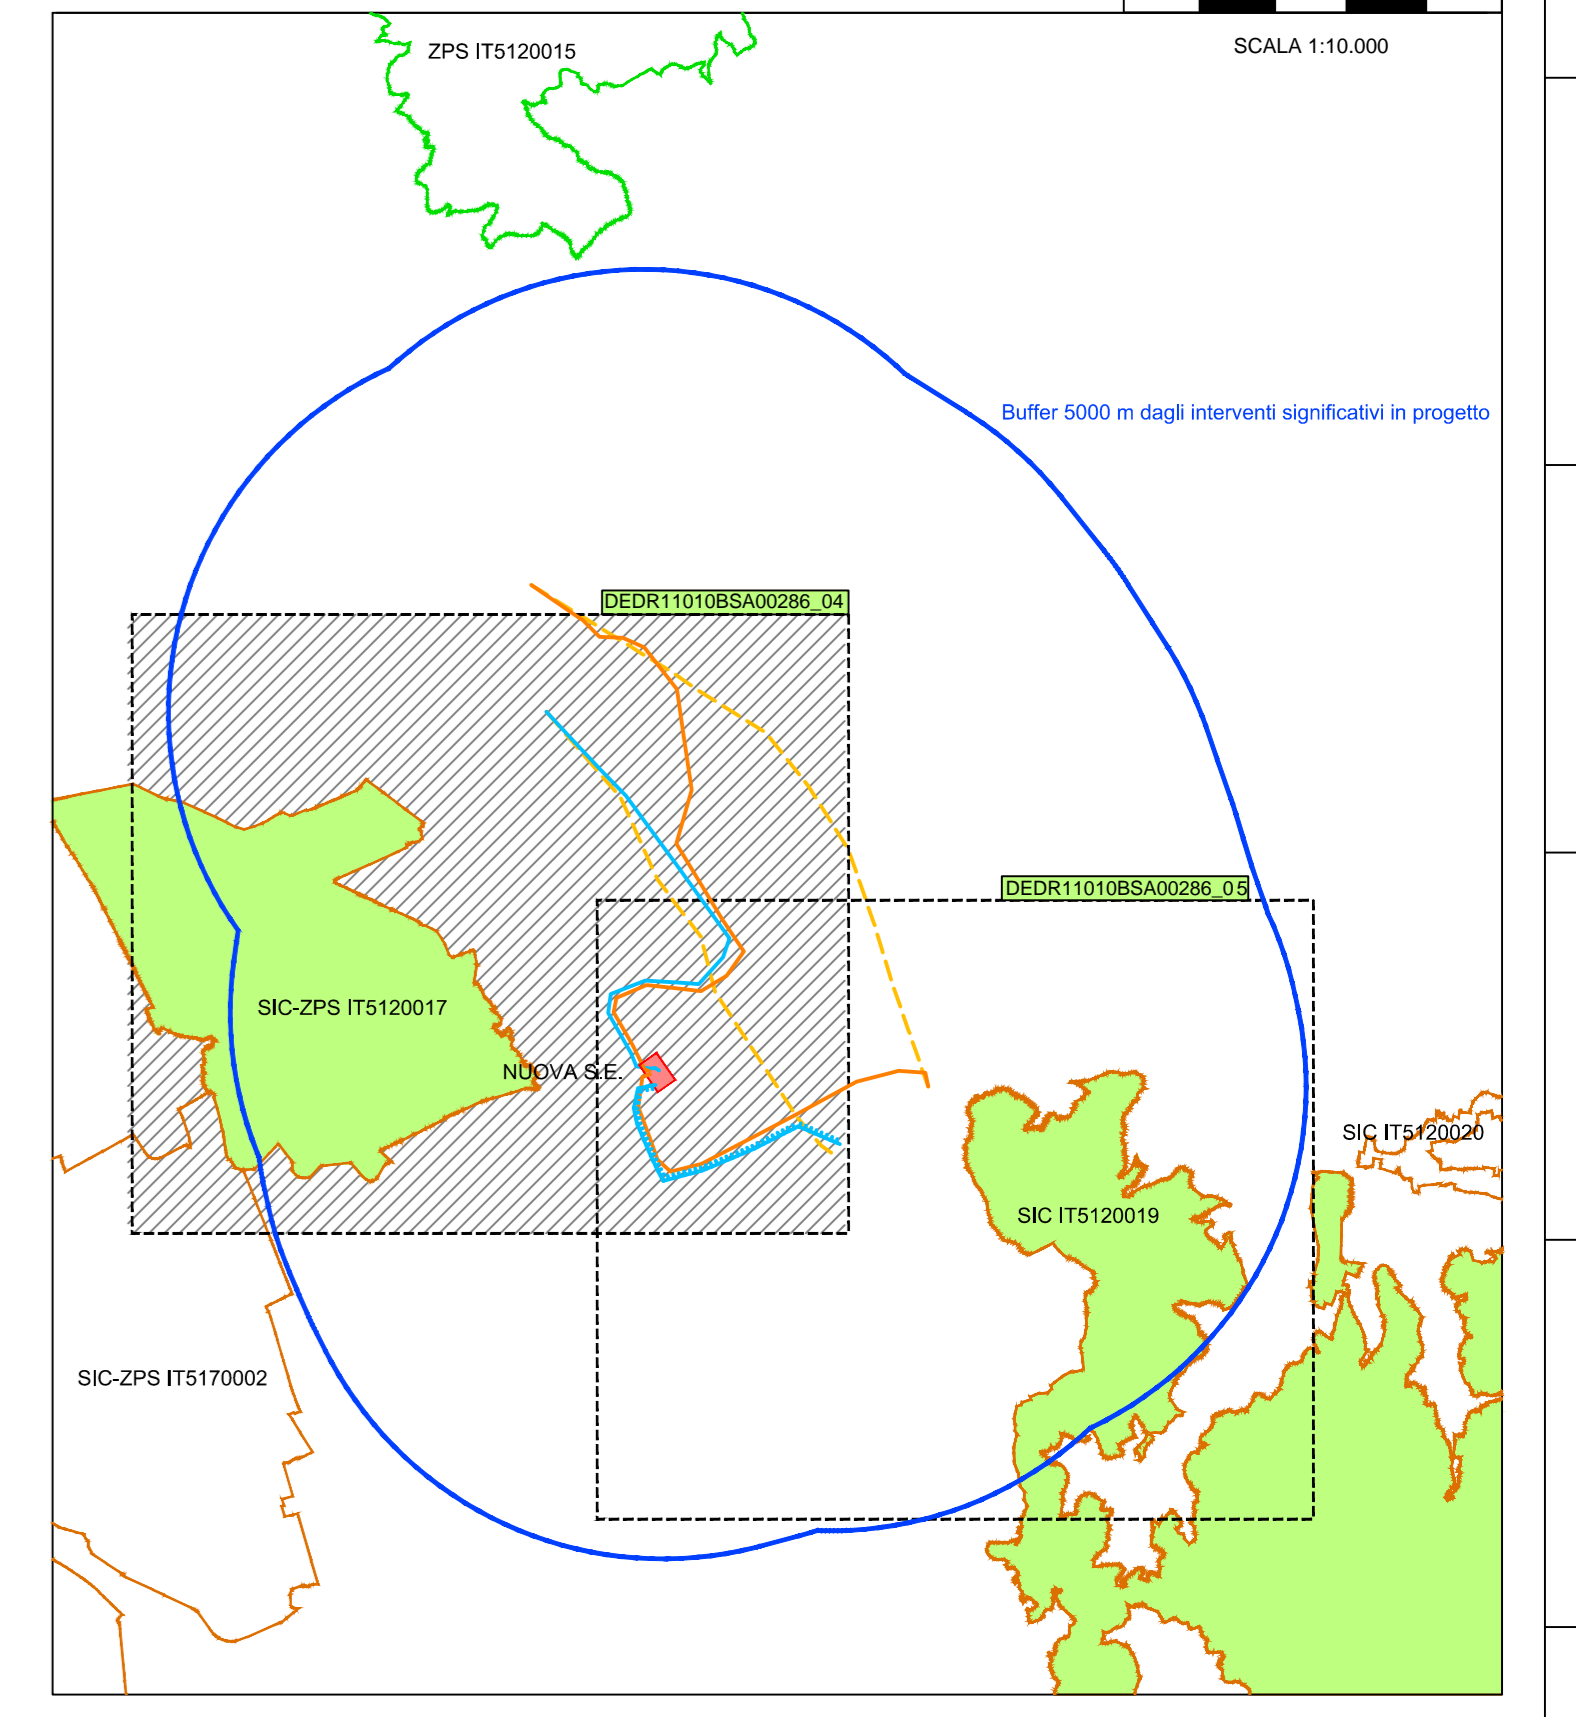 SCALA 1:10.000
ZPS IT5120015
Buffer 5000 m dagli interventi significativi in progetto
DEDR11010BSA00286_04
DEDR11010BSA00286_05
SIC-ZPS IT5120017
NUOVA S.E.
SIC IT5120020
SIC IT5120019
SIC-ZPS IT5170002